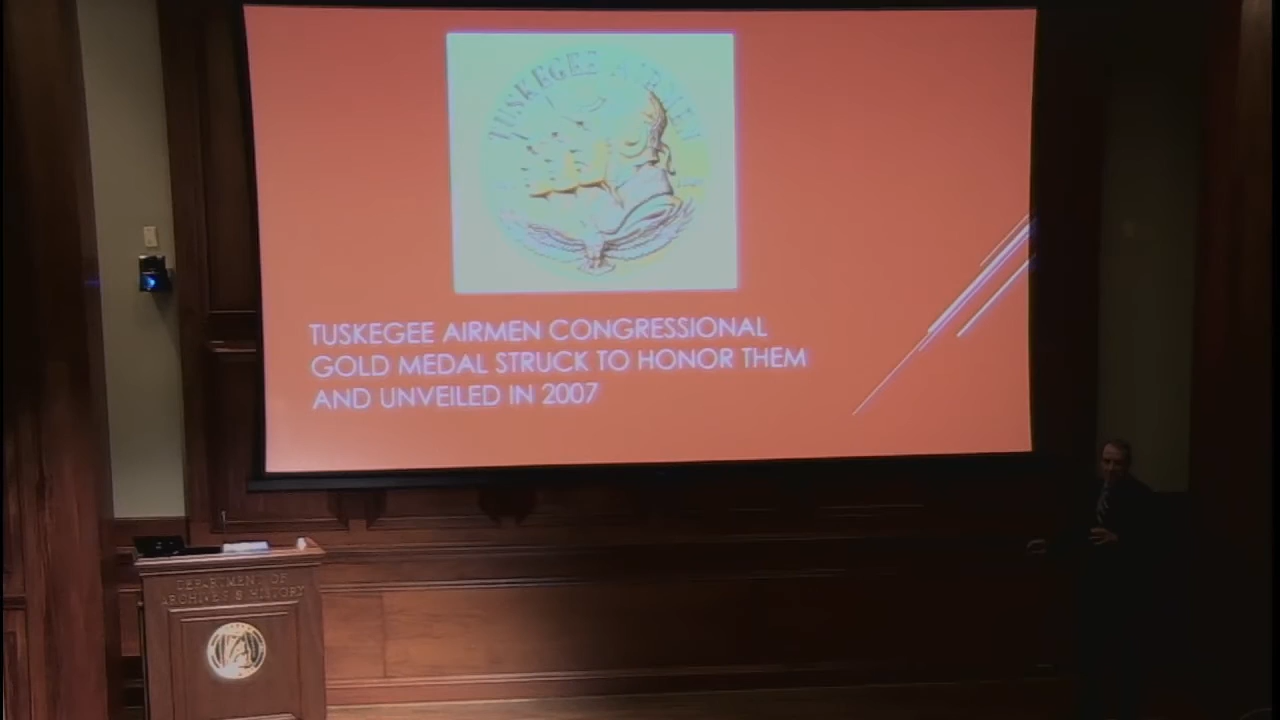 TUSKEGEE AIRMEN
TUSKEGEE AIRMEN CONGRESSIONAL
GOLD MEDAL STRUCK TO HONOR THEM
AND UNVEILED IN 2007
DEPARTMENT OF
ARCHIVES & HISTORY